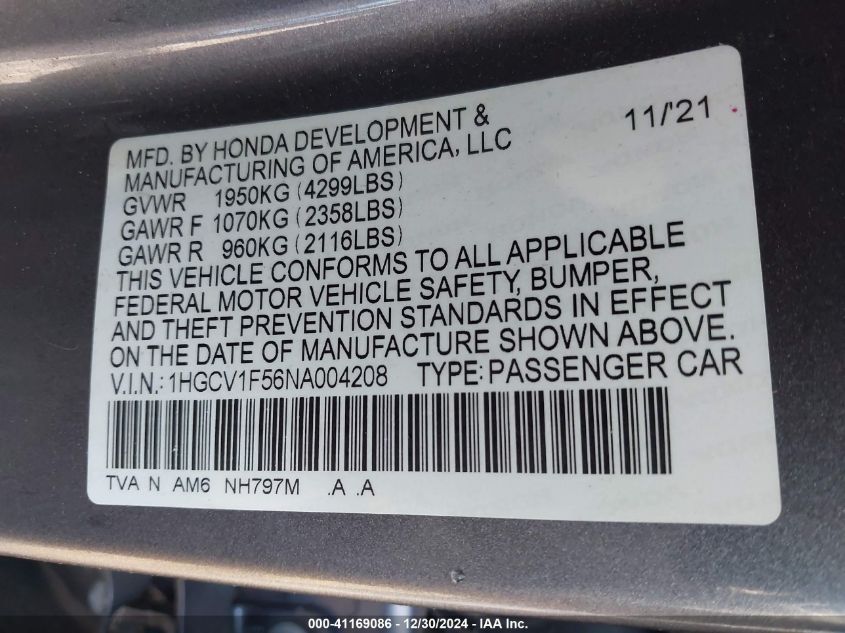 MFD. BY HONDA DEVELOPMENT & 11/'21
MANUFACTURING OF AMERICA, LLC
GVWR 1950KG (4299LBS)
GAWR F 1070KG (2358LBS)
GAWR R 960KG (2116LBS)
THIS VEHICLE CONFORMS TO ALL APPLICABLE
FEDERAL MOTOR VEHICLE SAFETY, BUMPER,
AND THEFT PREVENTION STANDARDS IN EFFECT
ON THE DATE OF MANUFACTURE SHOWN ABOVE.
V.I.N.: 1HGCV1F56NA004208 TYPE: PASSENGER CAR
TVA N AM6 NH797M .A .A
000-41169086 - 12/30/2024 - IAA Inc.